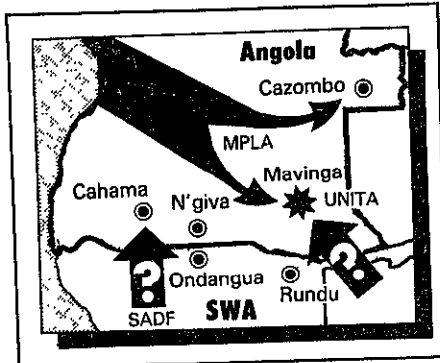 Angola
Cazombo
MPLA
Mavinga
Cahama
N'giva
UNITA
?
Ondangua
?
Rundu
SWA
SADF